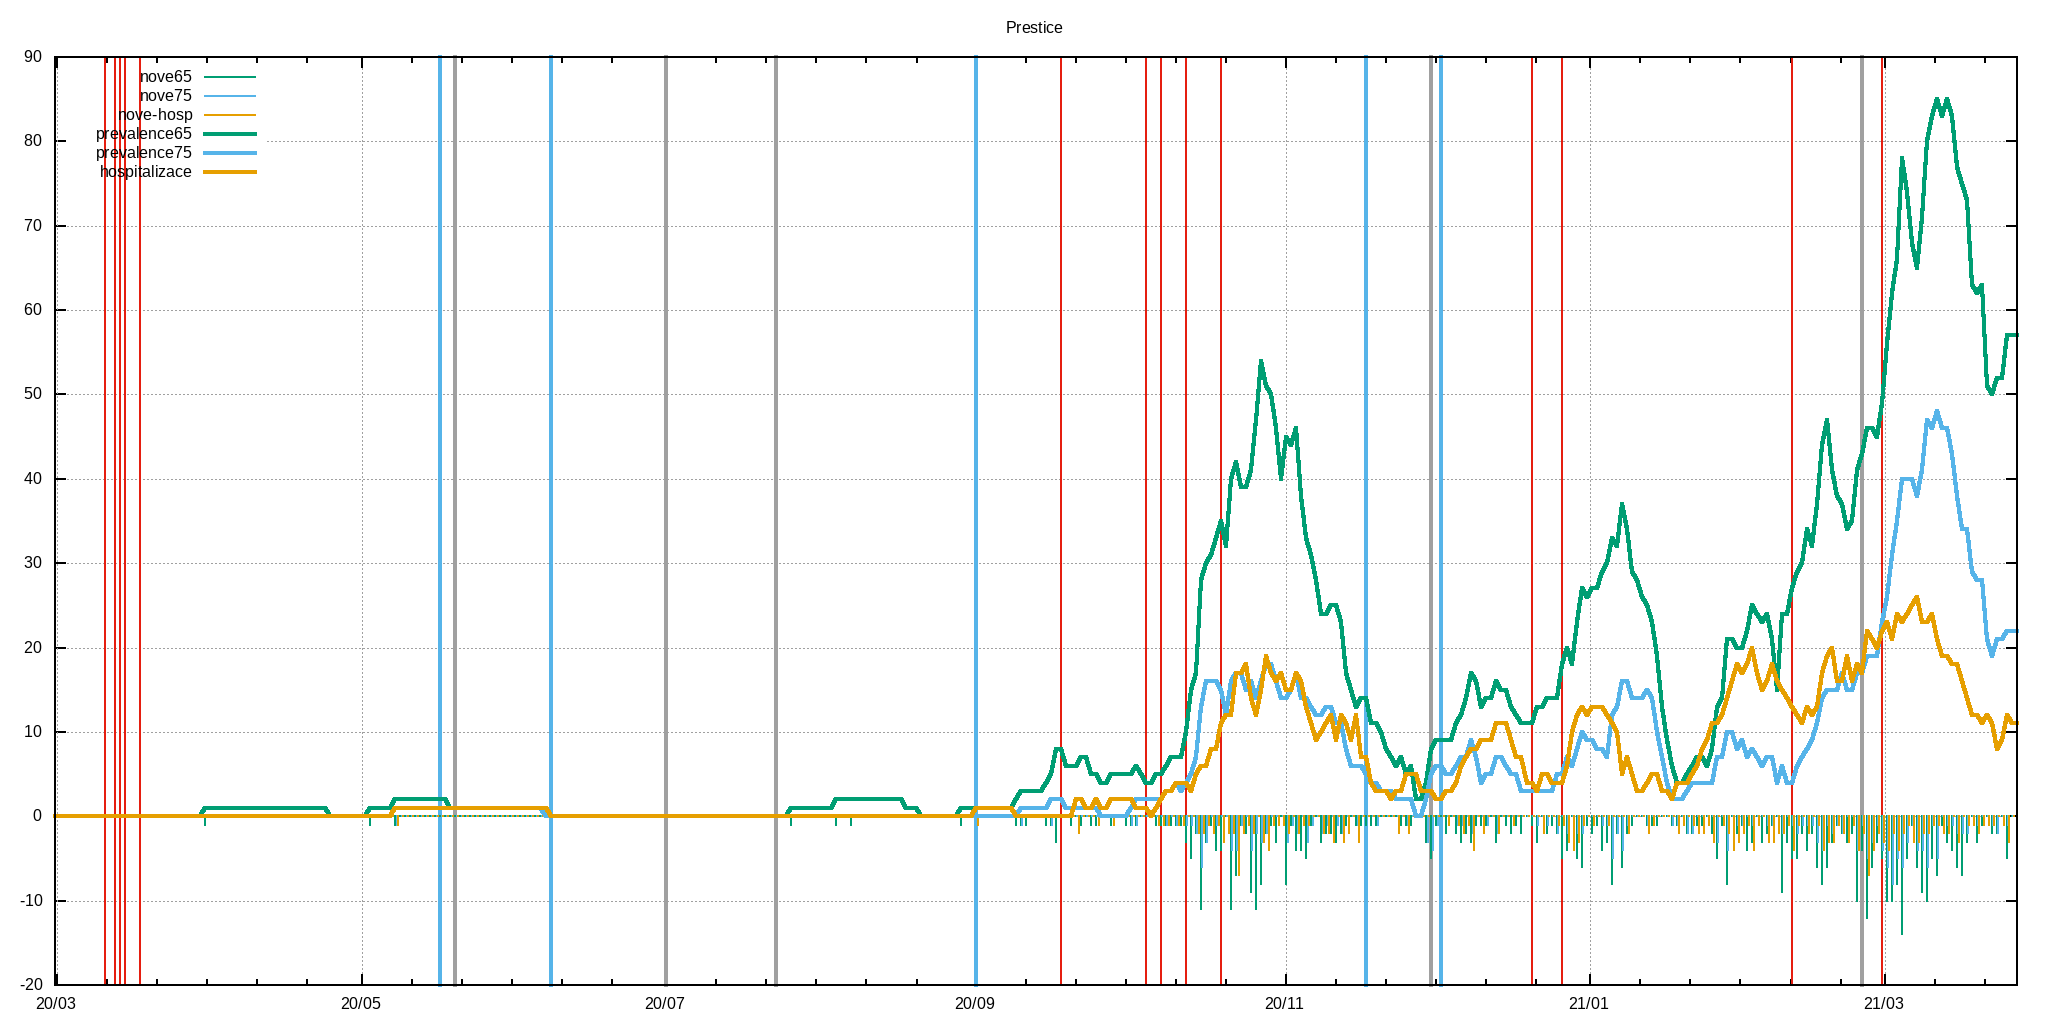 Prestice
90
80
70
60
50
40
30
20
10
0
-10
-20
nove65
nove75
nove-hosp
prevalence65
prevalence75
hospitalizace
20/03 20/05 20/07 20/09 20/11 21/01 21/03